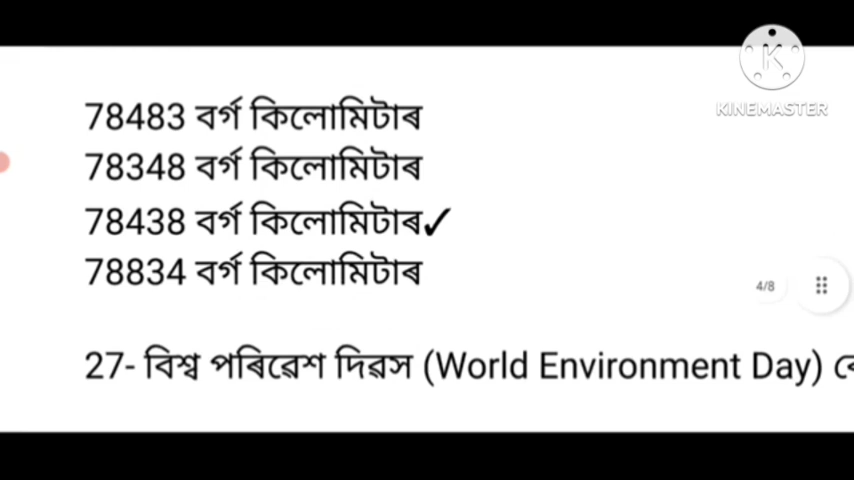 KINEMASTER
78483 বৰ্গ কিলোমিটাৰ
78348 বৰ্গ কিলোমিটাৰ
78438 বৰ্গ কিলোমিটাৰ✓
78834 বৰ্গ কিলোমিটাৰ
4/8
27- বিশ্ব পৰিৱেশ দিৱস (World Environment Day)